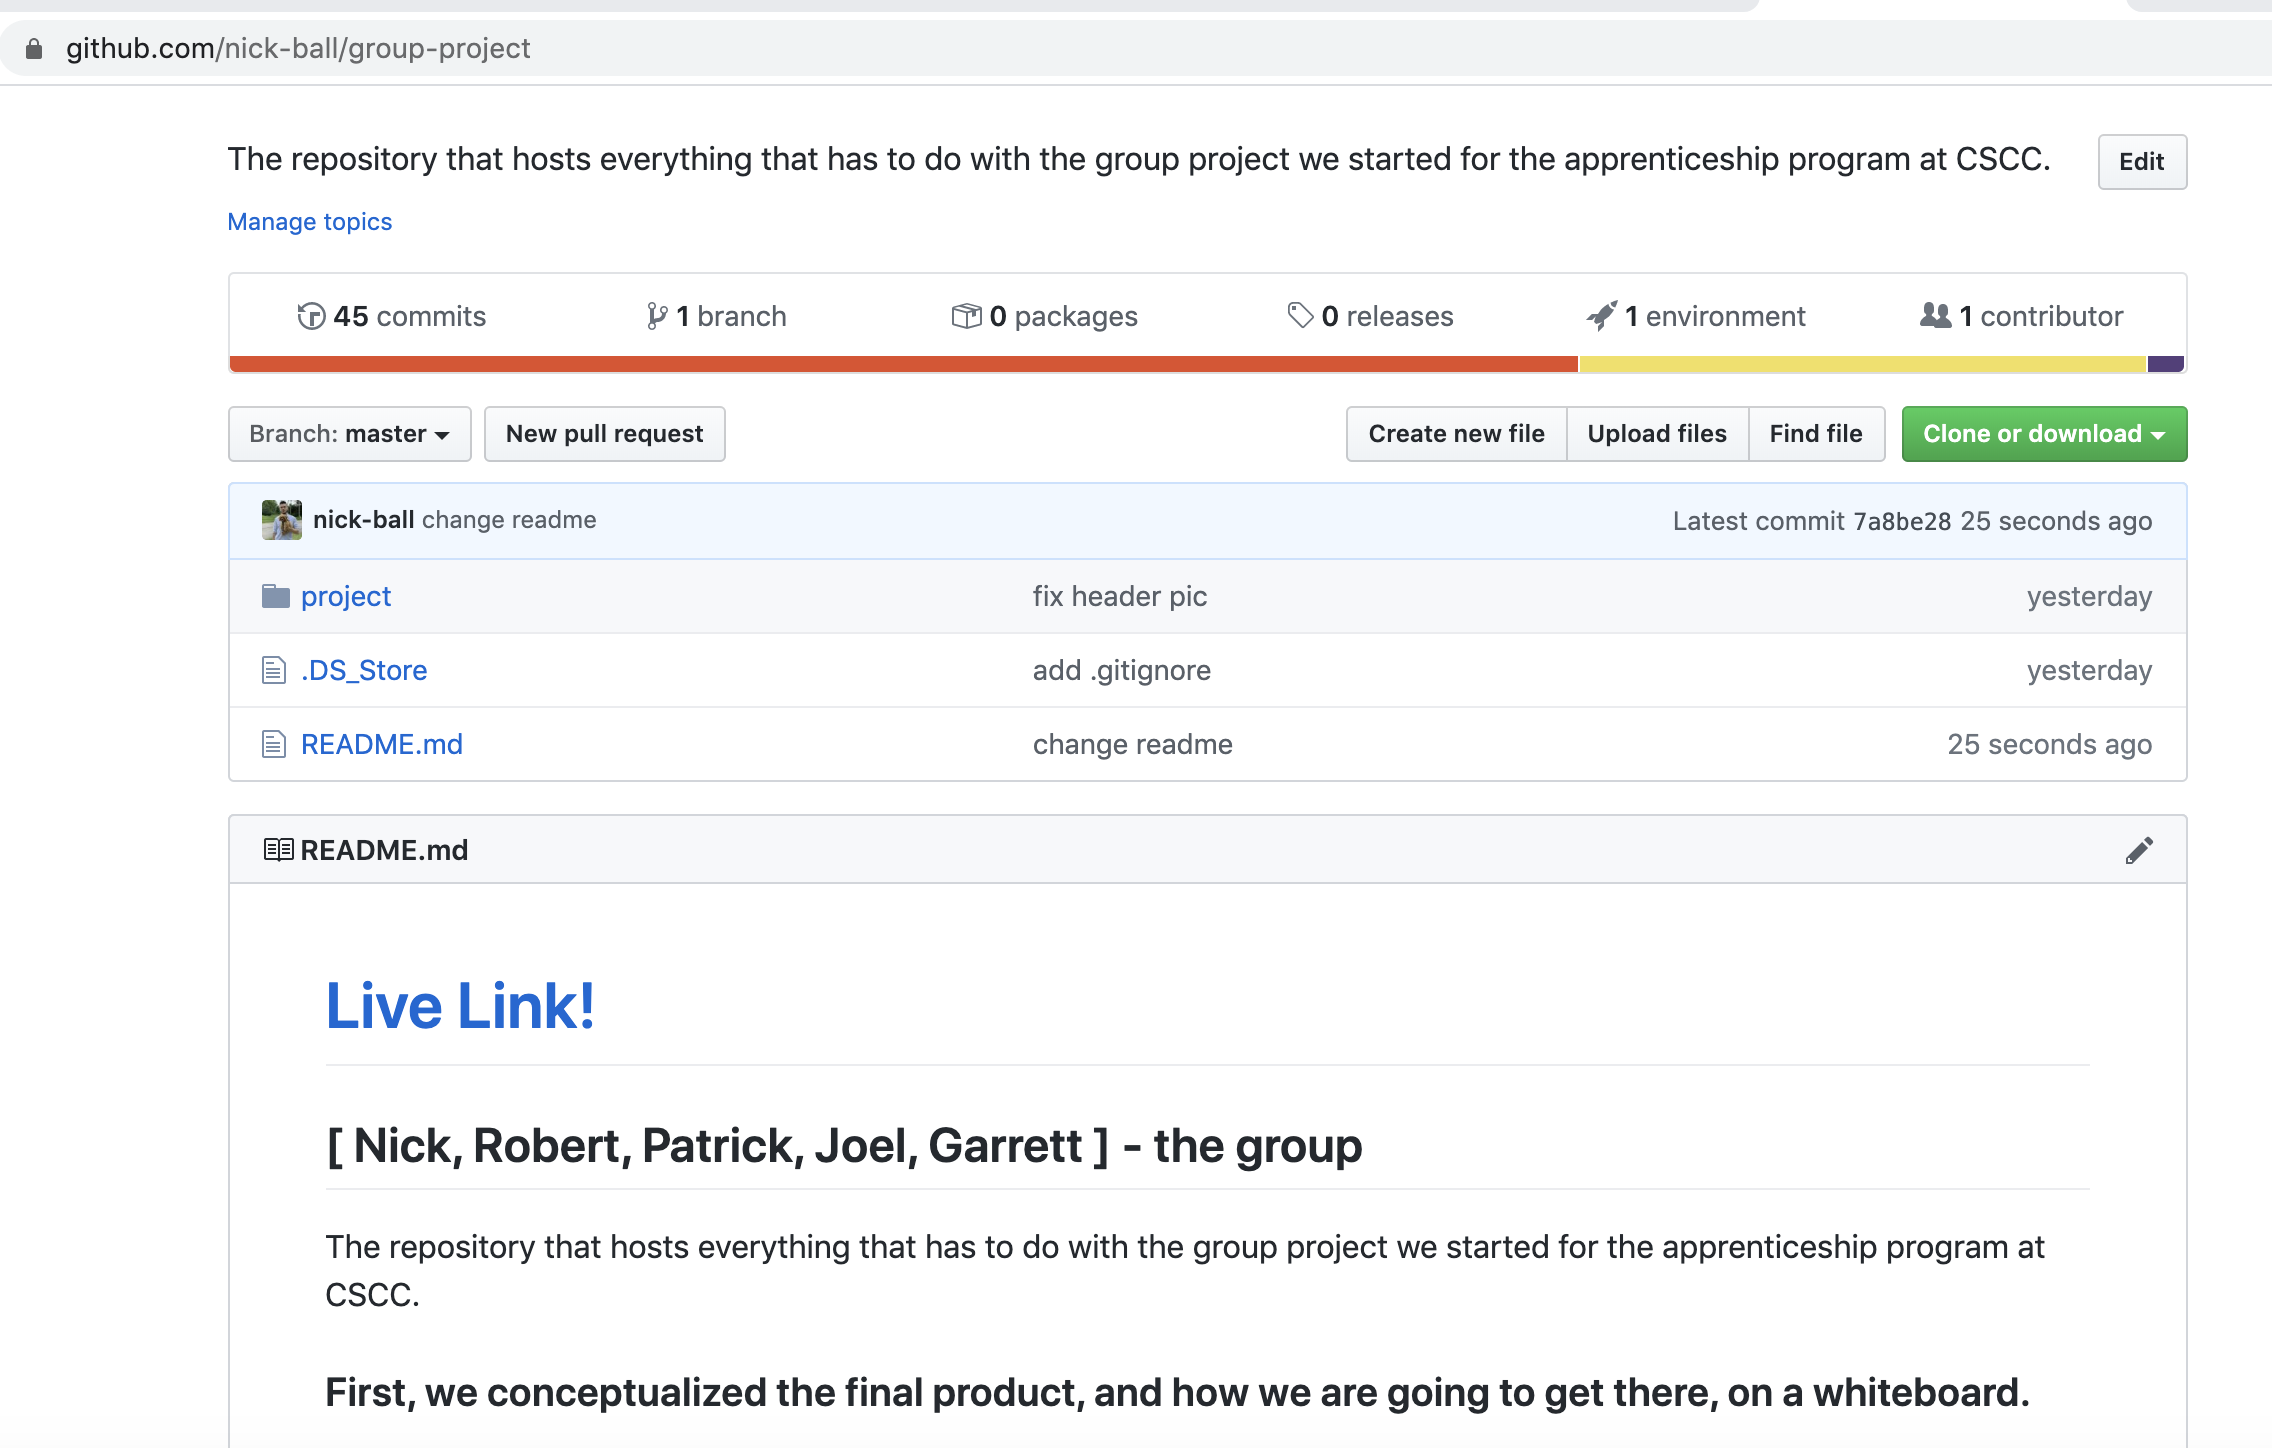 github.com/nick-ball/group-project
The repository that hosts everything that has to do with the group project we started for the apprenticeship program at CSCC. Edit
Manage topics
45 commits 1 branch 0 packages 0 releases 1 environment 1 contributor
Branch: master New pull request Create new file Upload files Find file Clone or download
nick-ball change readme Latest commit 7a8be28 25 seconds ago
project fix header pic yesterday
.DS_Store add .gitignore yesterday
README.md change readme 25 seconds ago
README.md
Live Link!
[ Nick, Robert, Patrick, Joel, Garrett ] - the group
The repository that hosts everything that has to do with the group project we started for the apprenticeship program at
CSCC.
First, we conceptualized the final product, and how we are going to get there, on a whiteboard.